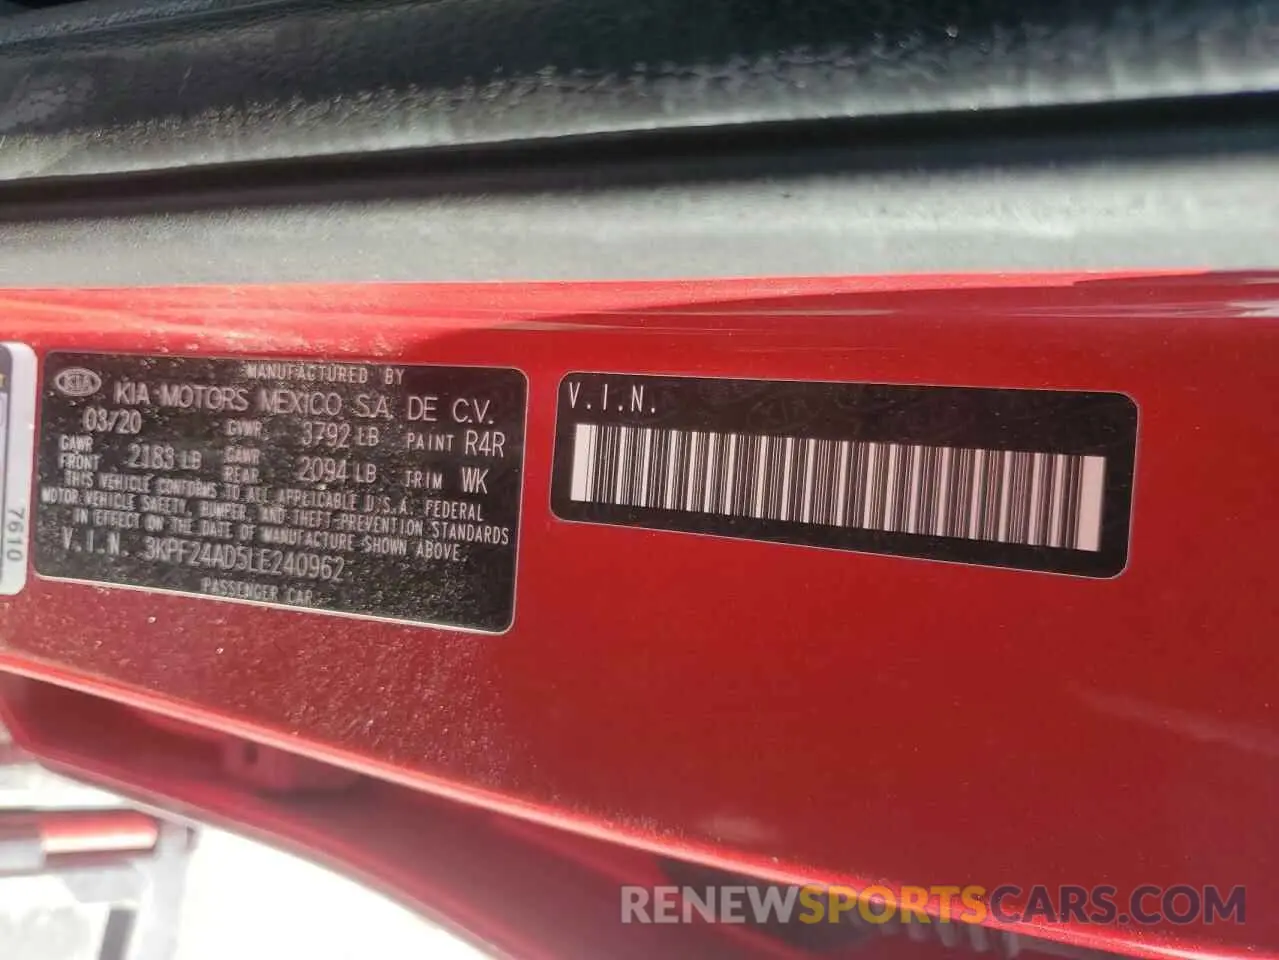 MANUFACTURED BY
KIA KIA MOTORS MEXICO S.A. DE C.V.
03/20 GVWR 3792 LB PAINT R4R
GAWR FRONT 2183 LB GAWR REAR 2094 LB TRIM WK
THIS VEHICLE CONFORMS TO ALL APPLICABLE U.S.A. FEDERAL
MOTOR VEHICLE SAFETY, BUMPER, AND THEFT PREVENTION STANDARDS
IN EFFECT ON THE DATE OF MANUFACTURE SHOWN ABOVE.
V.I.N. 3KPF24AD5LE240962
PASSENGER CAR
V.I.N.
7610
RENEWSPORTSCARS.COM